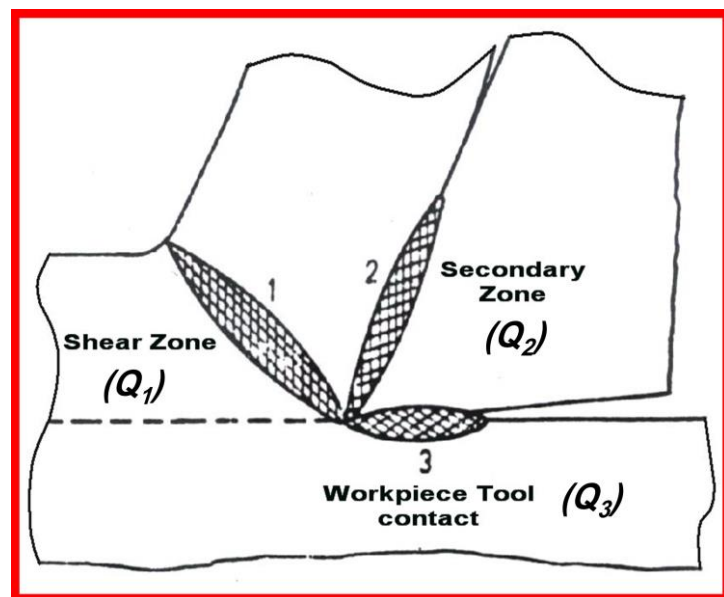 1
2
Secondary
Zone
(Q₂)
Shear Zone
(Q₁)
3
Workpiece Tool
contact
(Q₃)